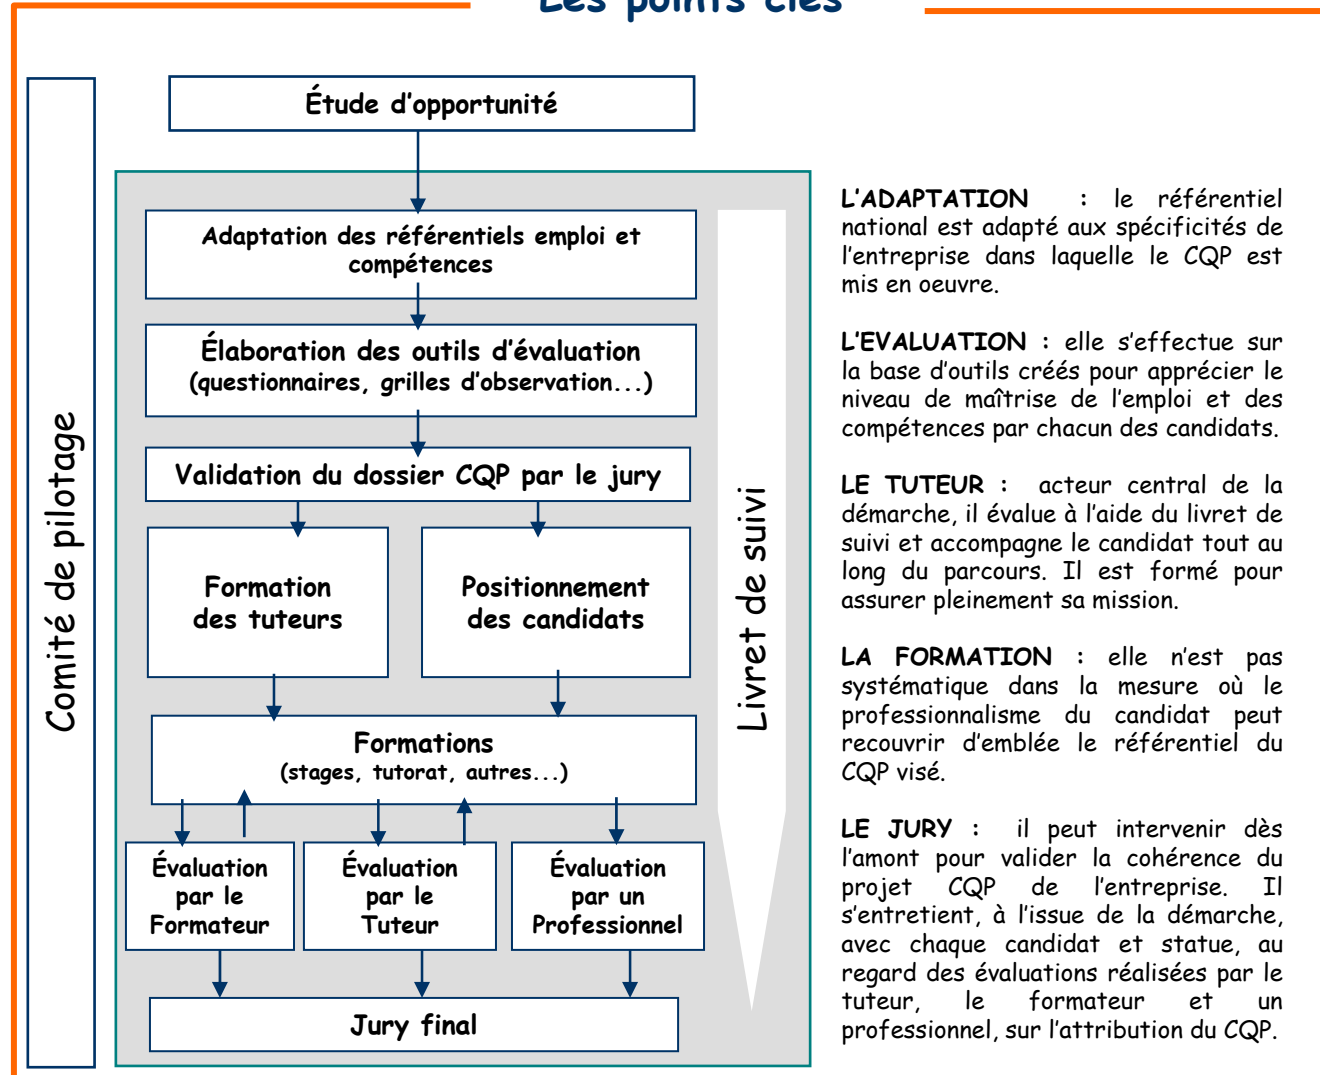 Les points clés
Comité de pilotage
Étude d'opportunité
Adaptation des référentiels emploi et
compétences
Élaboration des outils d'évaluation
(questionnaires, grilles d'observation...)
Validation du dossier CQP par le jury
Formation
des tuteurs
Positionnement
des candidats
Formations
(stages, tutorat, autres...)
Évaluation
par le
Formateur
Évaluation
par le
Tuteur
Évaluation
par un
Professionnel
Jury final
Livret de suivi
L'ADAPTATION : le référentiel
national est adapté aux spécificités de
l'entreprise dans laquelle le CQP est
mis en oeuvre.
L'EVALUATION : elle s'effectue sur
la base d'outils créés pour apprécier le
niveau de maîtrise de l'emploi et des
compétences par chacun des candidats.
LE TUTEUR : acteur central de la
démarche, il évalue à l'aide du livret de
suivi et accompagne le candidat tout au
long du parcours. Il est formé pour
assurer pleinement sa mission.
LA FORMATION : elle n'est pas
systématique dans la mesure où le
professionnalisme du candidat peut
recouvrir d'emblée le référentiel du
CQP visé.
LE JURY : il peut intervenir dès
l'amont pour valider la cohérence du
projet CQP de l'entreprise. Il
s'entretient, à l'issue de la démarche,
avec chaque candidat et statue, au
regard des évaluations réalisées par le
tuteur, le formateur et un
professionnel, sur l'attribution du CQP.